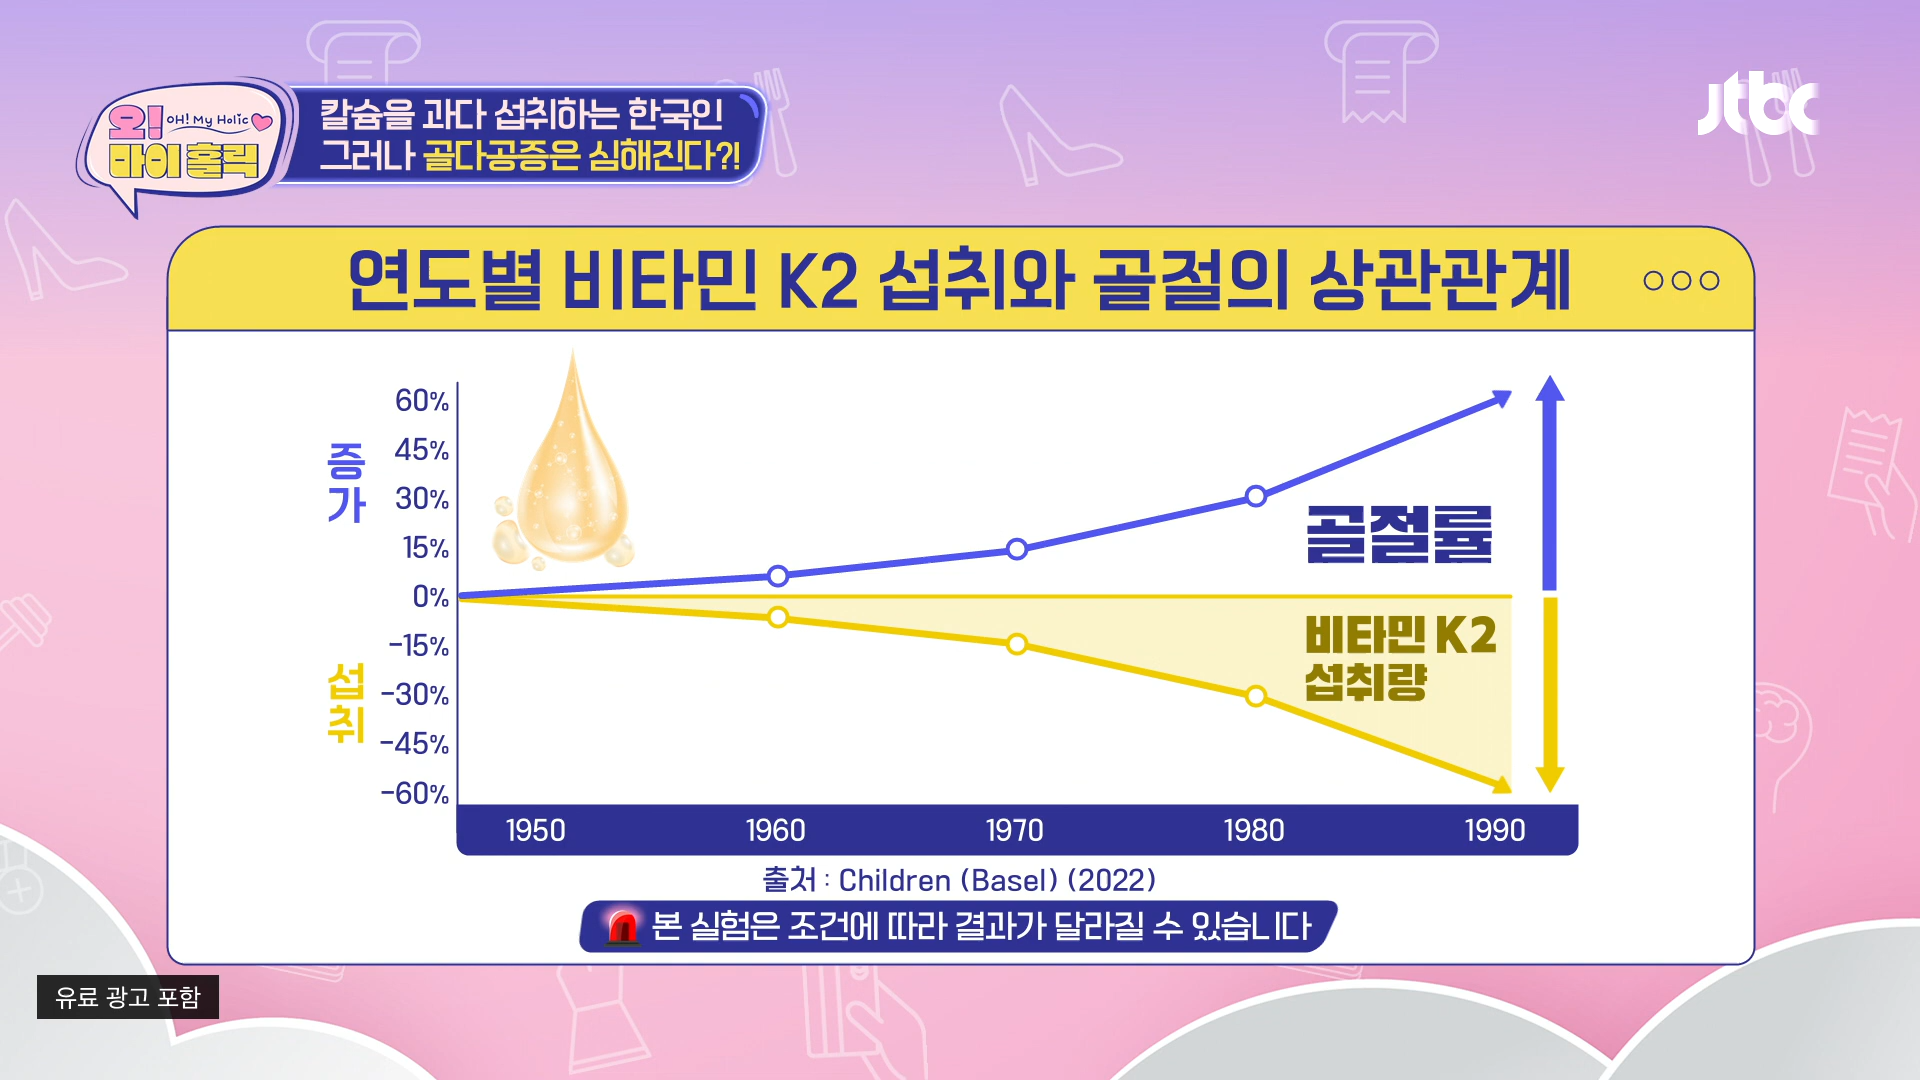 오! OH! My Holic
마이 홀릭
칼슘을 과다 섭취하는 한국인
그러나 골다공증은 심해진다?!
jtbc
연도별 비타민 K2 섭취와 골절의 상관관계
증가
섭취
60%
45%
30%
15%
0%
-15%
-30%
-45%
-60%
골절률
비타민 K2
섭취량
1950 1960 1970 1980 1990
출처 : Children (Basel) (2022)
본 실험은 조건에 따라 결과가 달라질 수 있습니다
유료 광고 포함